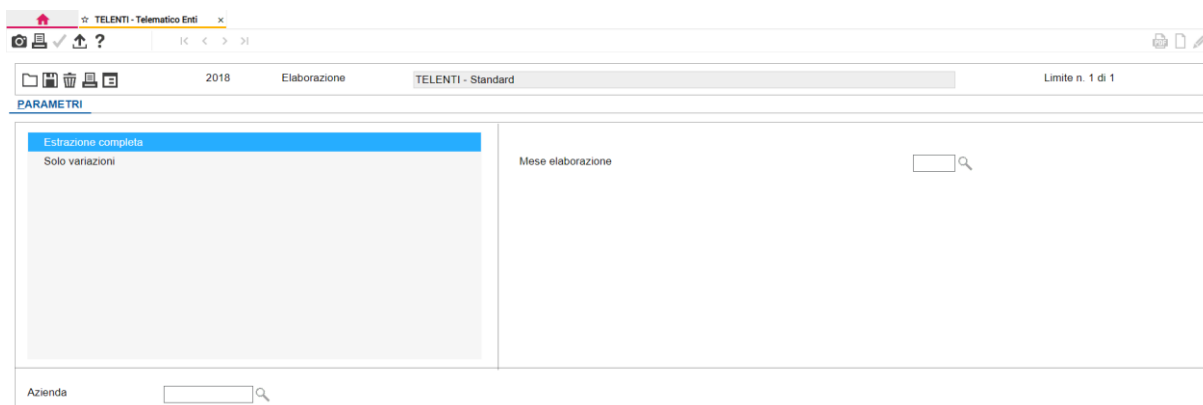 ☆ TELENTI - Telematico Enti ×
?
2018 Elaborazione TELENTI - Standard Limite n. 1 di 1
PARAMETRI
Estrazione completa
Solo variazioni
Mese elaborazione
Azienda